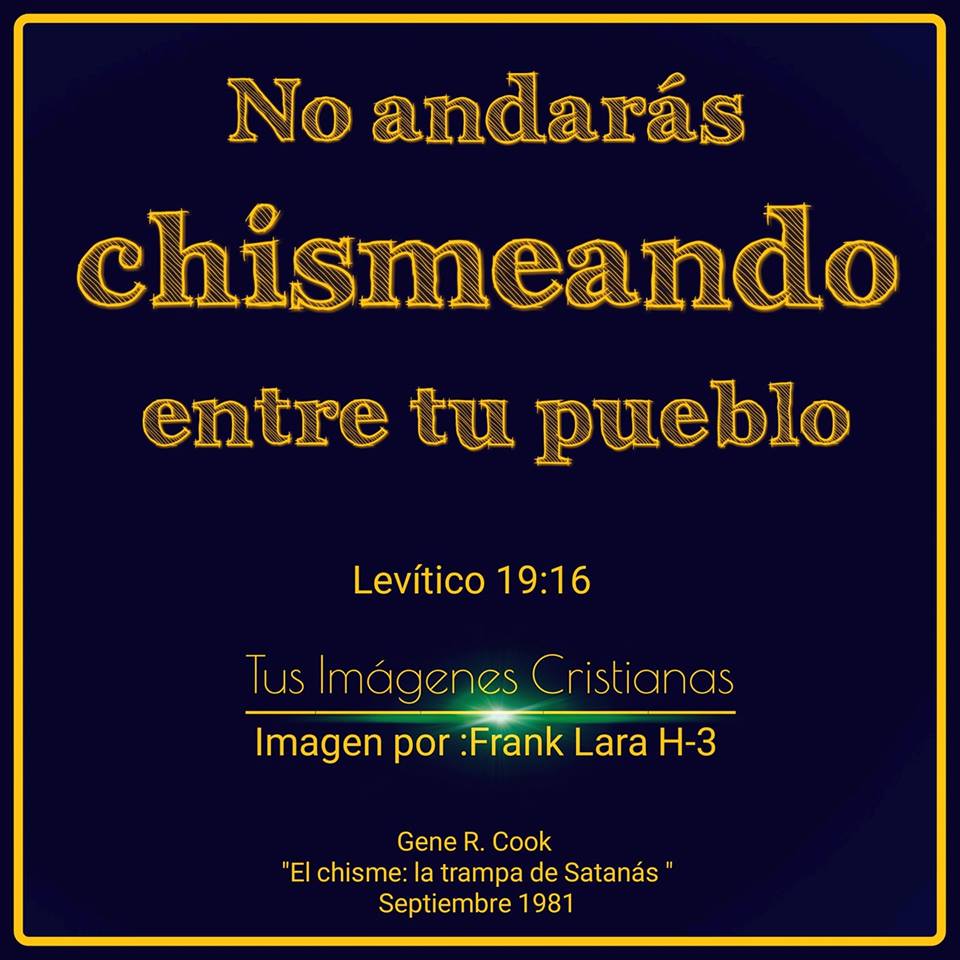 No andarás
chismeando
entre tu pueblo
Levítico 19:16
Tus Imágenes Cristianas
Imagen por :Frank Lara H-3
Gene R. Cook
"El chisme: la trampa de Satanás "
Septiembre 1981